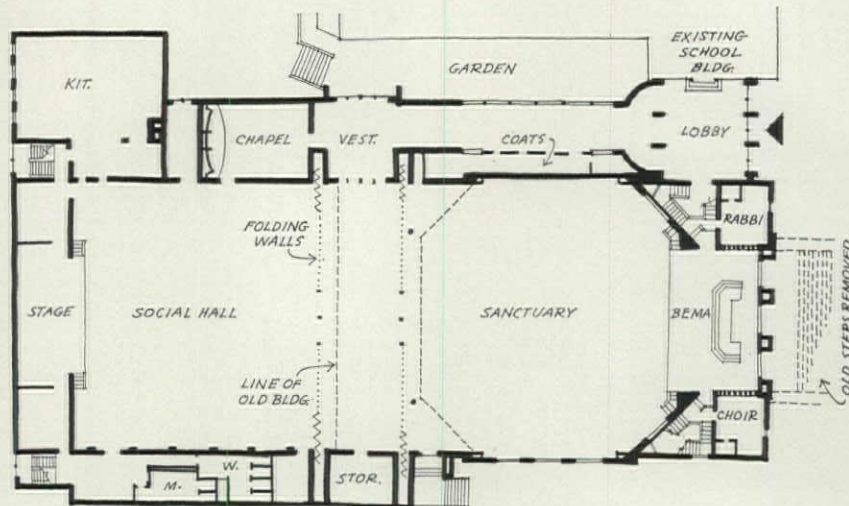 EXISTING
SCHOOL
BLDG.
GARDEN
KIT.
CHAPEL
VEST.
COATS
LOBBY
RABBI
FOLDING
WALLS
STAGE
SOCIAL HALL
SANCTUARY
BEMA
OLD STEPS REMOVED
LINE OF
OLD BLDG.
CHOIR
W.
M.
STOR.